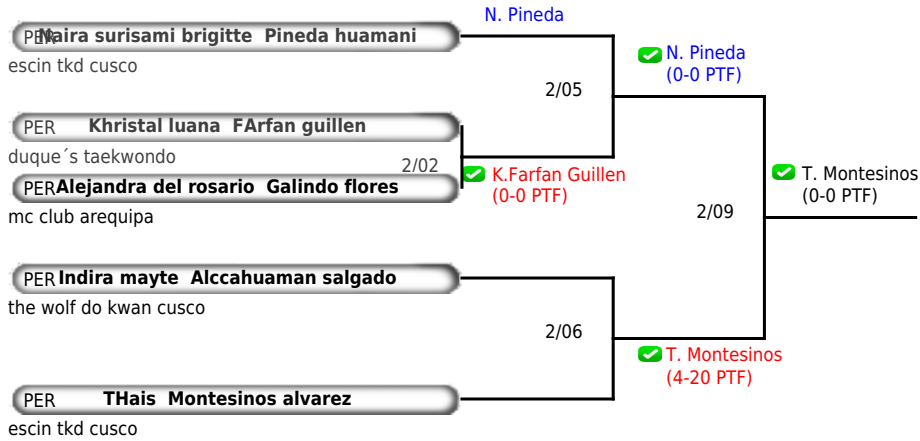 N. Pineda
PER Naira surisami brigitte Pineda huamani
escin tkd cusco
N. Pineda
(0-0 PTF)
2/05
PER Khristal luana FArfan guillen
duque´s taekwondo
2/02
K.Farfan Guillen
(0-0 PTF)
PER Alejandra del rosario Galindo flores
mc club arequipa
T. Montesinos
(0-0 PTF)
2/09
PER Indira mayte Alccahuaman salgado
the wolf do kwan cusco
2/06
T. Montesinos
(4-20 PTF)
PER THais Montesinos alvarez
escin tkd cusco